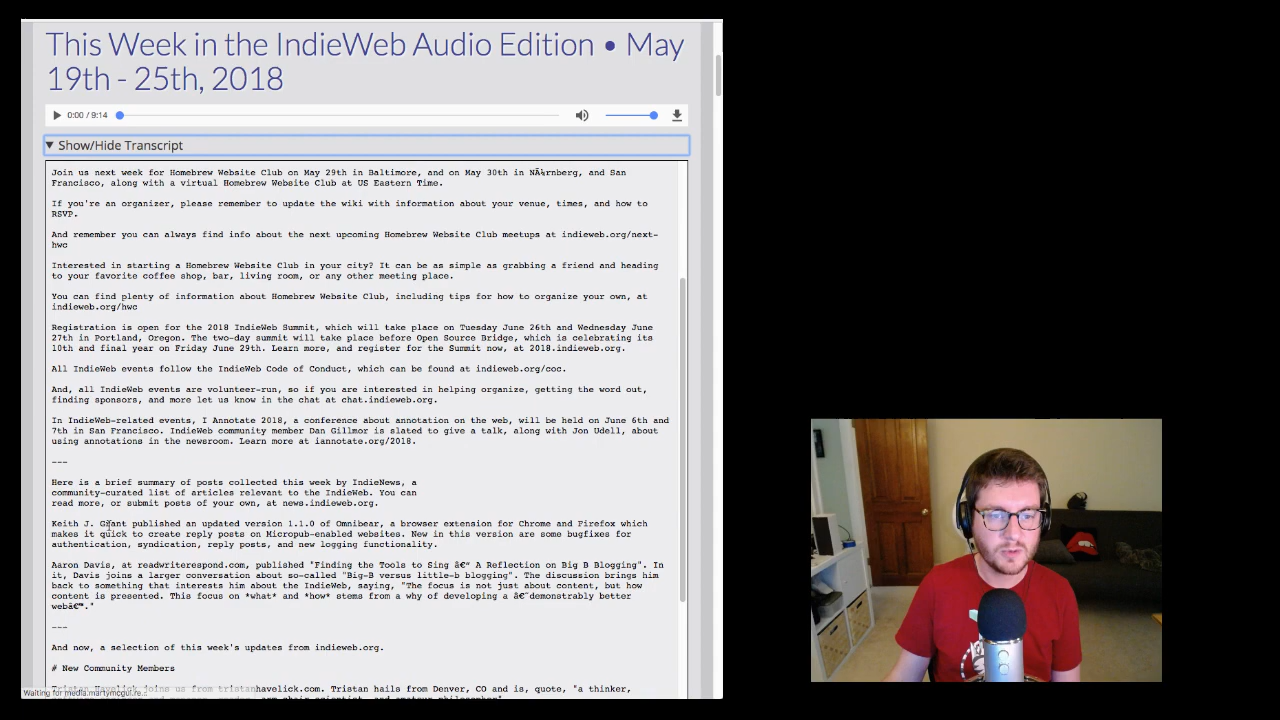 This Week in the IndieWeb Audio Edition • May
19th - 25th, 2018
0:00 / 9:14
Show/Hide Transcript
Join us next week for Homebrew Website Club on May 29th in Baltimore, and on May 30th in NÃ¼rnberg, and San
Francisco, along with a virtual Homebrew Website Club at US Eastern Time.
If you're an organizer, please remember to update the wiki with information about your venue, times, and how to
RSVP.
And remember you can always find info about the next upcoming Homebrew Website Club meetups at indieweb.org/next-
hwc
Interested in starting a Homebrew Website Club in your city? It can be as simple as grabbing a friend and heading
to your favorite coffee shop, bar, living room, or any other meeting place.
You can find plenty of information about Homebrew Website Club, including tips for how to organize your own, at
indieweb.org/hwc
Registration is open for the 2018 IndieWeb Summit, which will take place on Tuesday June 26th and Wednesday June
27th in Portland, Oregon. The two-day summit will take place before Open Source Bridge, which is celebrating its
10th and final year on Friday June 29th. Learn more, and register for the Summit now, at 2018.indieweb.org.
All IndieWeb events follow the IndieWeb Code of Conduct, which can be found at indieweb.org/coc.
And, all IndieWeb events are volunteer-run, so if you are interested in helping organize, getting the word out,
finding sponsors, and more let us know in the chat at chat.indieweb.org.
In IndieWeb-related events, I Annotate 2018, a conference about annotation on the web, will be held on June 6th and
7th in San Francisco. IndieWeb community member Dan Gillmor is slated to give a talk, along with Jon Udell, about
using annotations in the newsroom. Learn more at iannotate.org/2018.
---
Here is a brief summary of posts collected this week by IndieNews, a
community-curated list of articles relevant to the IndieWeb. You can
read more, or submit posts of your own, at news.indieweb.org.
Keith J. Grant published an updated version 1.1.0 of Omnibear, a browser extension for Chrome and Firefox which
makes it quick to create reply posts on Micropub-enabled websites. New in this version are some bugfixes for
authentication, syndication, reply posts, and new logging functionality.
Aaron Davis, at readwriterespond.com, published "Finding the Tools to Sing â€“ A Reflection on Big B Blogging". In
it, Davis joins a larger conversation about so-called "Big-B versus little-b blogging". The discussion brings him
back to something that interests him about the IndieWeb, saying, "The focus is not just about content, but how
content is presented. This focus on *what* and *how* stems from a why of developing a â€˜demonstrably better
webâ€™."
---
And now, a selection of this week's updates from indieweb.org.
# New Community Members
Tristan Havelick joins us from tristanhavelick.com. Tristan hails from Denver, CO and is, quote, "a thinker,
Waiting for media.martymcgui.re...